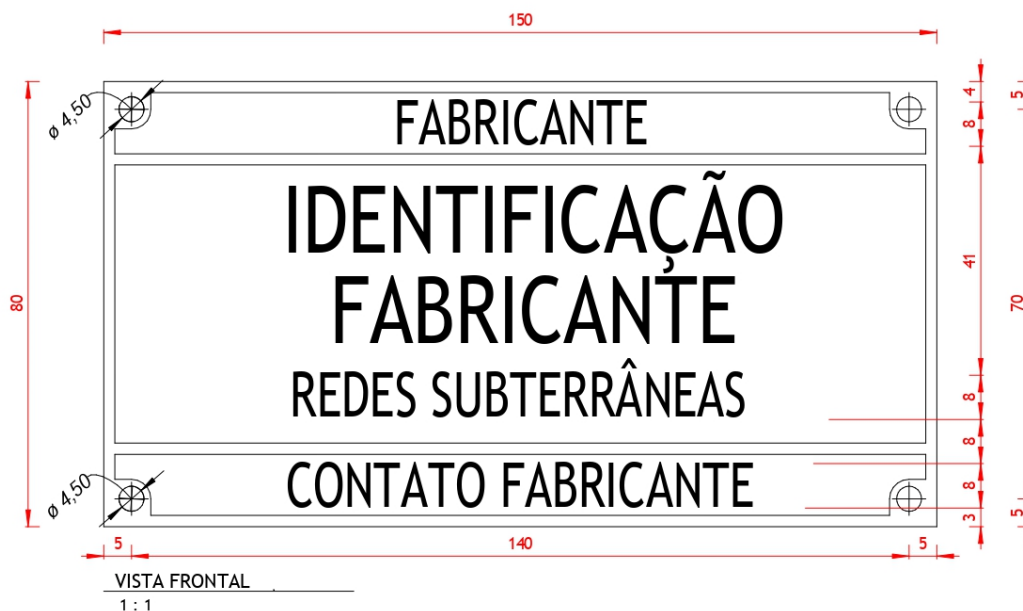 150
ø 4,50
FABRICANTE
4
5
8
IDENTIFICAÇÃO
FABRICANTE
80
41
70
REDES SUBTERRÂNEAS
8
8
CONTATO FABRICANTE
ø 4,50
8
3
5
5
140
5
VISTA FRONTAL
1 : 1